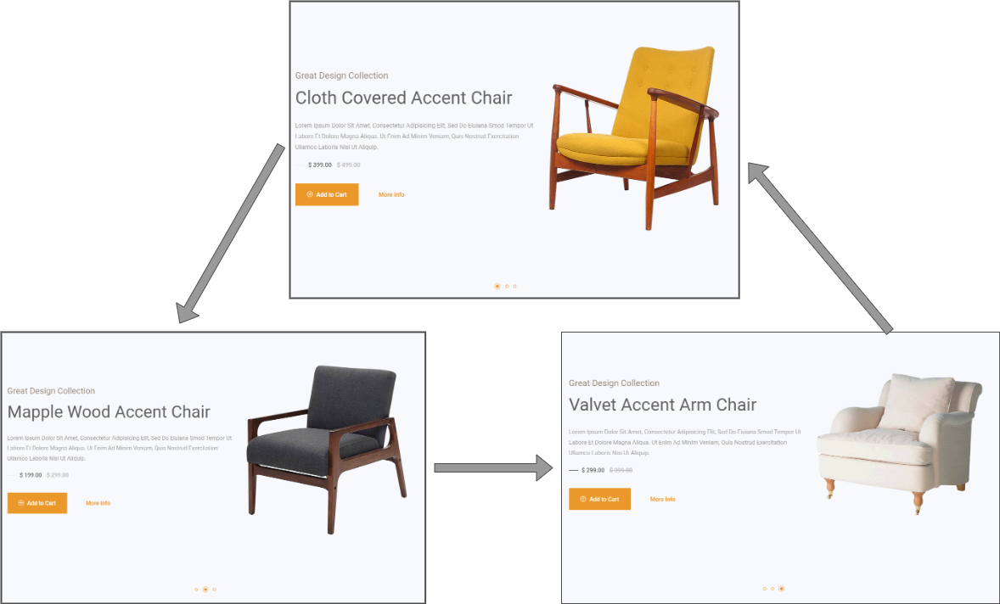 Great Design Collection
Cloth Covered Accent Chair
Lorem Ipsum Dolor Sit Amet, Consectetur Adipisicing Elit, Sed Do Eiuiana Smod Tempor Ut
Labore Et Dolore Magna Aliqua. Ut Enim Ad Minim Veniam, Quis Nostrud Exercitation
Ullamco Laboris Nisi Ut Aliquip.
$ 399.00 $ 499.00
Add to Cart More Info
Great Design Collection
Mapple Wood Accent Chair
Lorem Ipsum Dolor Sit Amet, Consectetur Adipisicing Elit, Sed Do Eiuiana Smod Tempor Ut
Labore Et Dolore Magna Aliqua. Ut Enim Ad Minim Veniam, Quis Nostrud Exercitation
Ullamco Laboris Nisi Ut Aliquip.
$ 199.00 $ 299.00
Add to Cart More Info
Great Design Collection
Valvet Accent Arm Chair
Lorem Ipsum Dolor Sit Amet, Consectetur Adipisicing Elit, Sed Do Eiuiana Smod Tempor Ut
Labore Et Dolore Magna Aliqua. Ut Enim Ad Minim Veniam, Quis Nostrud Exercitation
Ullamco Laboris Nisi Ut Aliquip.
$ 299.00 $ 399.00
Add to Cart More Info